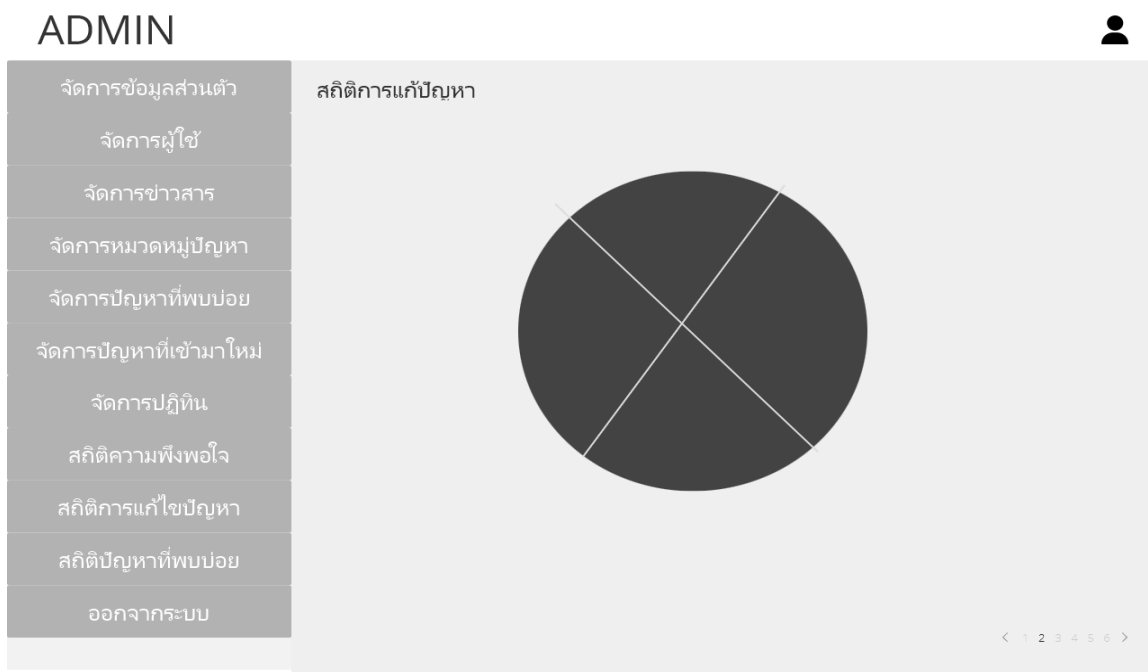 ADMIN
จัดการข้อมูลส่วนตัว
จัดการผู้ใช้
จัดการข่าวสาร
จัดการหมวดหมู่ปัญหา
จัดการปัญหาที่พบบ่อย
จัดการปัญหาที่เข้ามาใหม่
จัดการปฏิทิน
สถิติความพึงพอใจ
สถิติการแก้ไขปัญหา
สถิติปัญหาที่พบบ่อย
ออกจากระบบ
สถิติการแก้ปัญหา
1 2 3 4 5 6